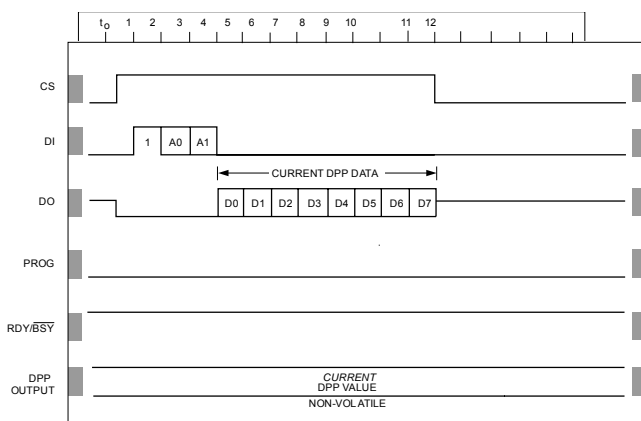 to 1 2 3 4 5 6 7 8 9 10 11 12
CS
DI 1 A0 A1
CURRENT DPP DATA
DO D0 D1 D2 D3 D4 D5 D6 D7
PROG
RDY/BSY
DPP
OUTPUT
CURRENT
DPP VALUE
NON-VOLATILE